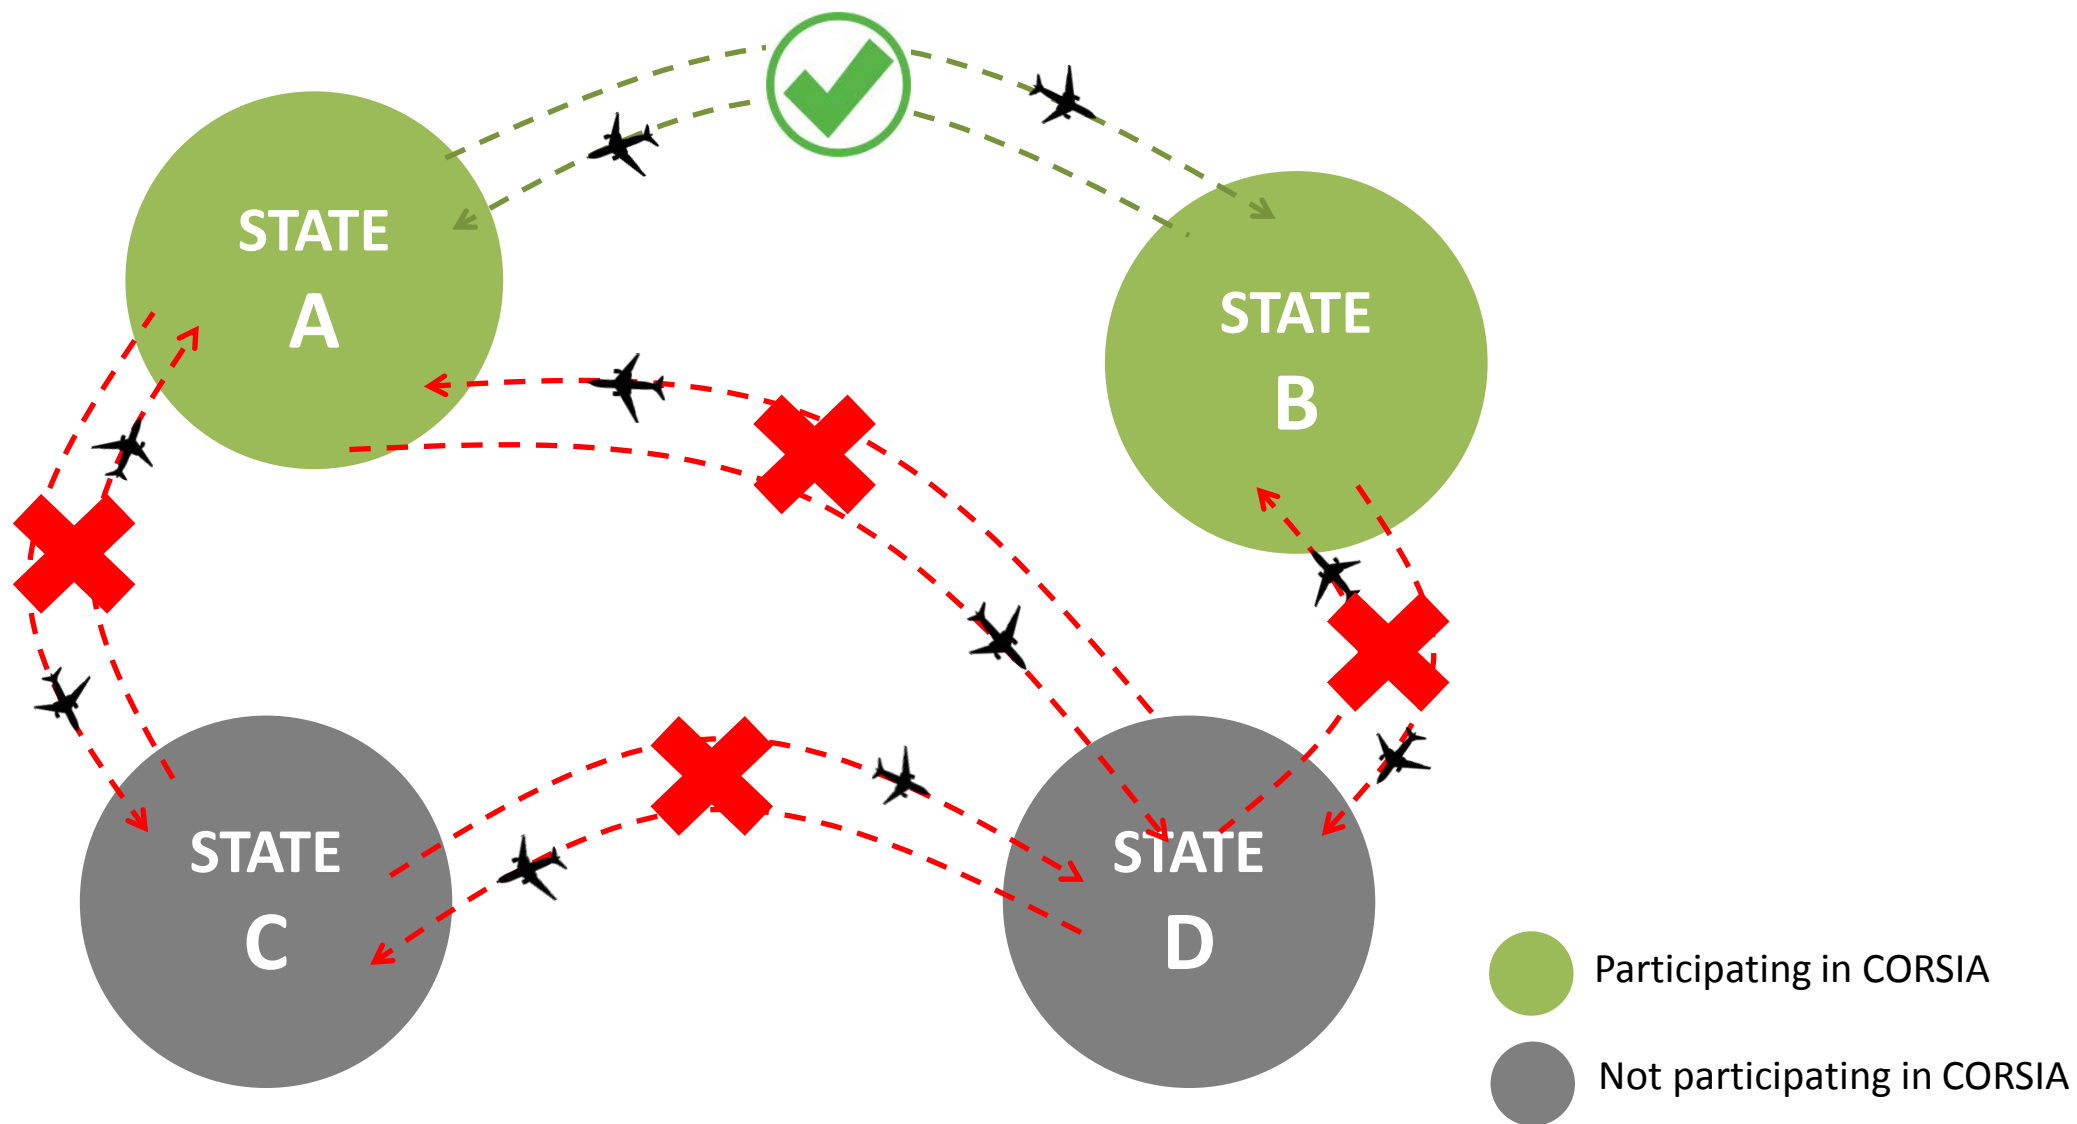 STATE
A
STATE
B
STATE
C
STATE
D
Participating in CORSIA
Not participating in CORSIA